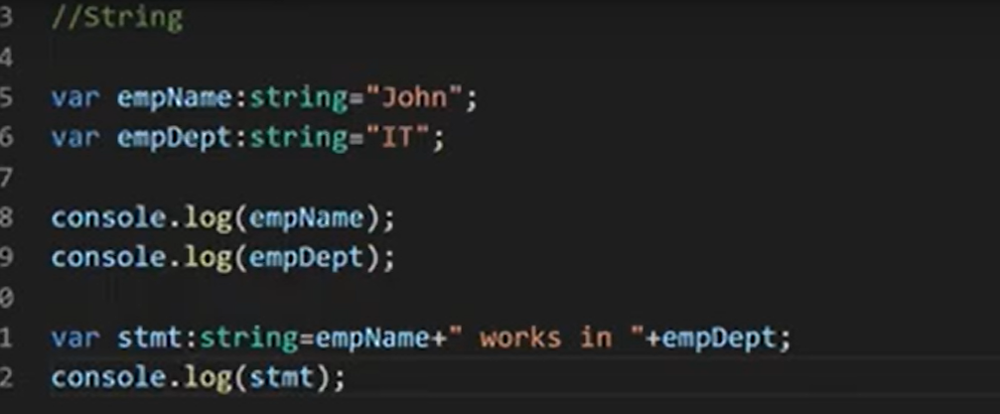 3 //String
4
5 var empName:string="John";
6 var empDept:string="IT";
7
8 console.log(empName);
9 console.log(empDept);
0
1 var stmt:string=empName+" works in "+empDept;
2 console.log(stmt);